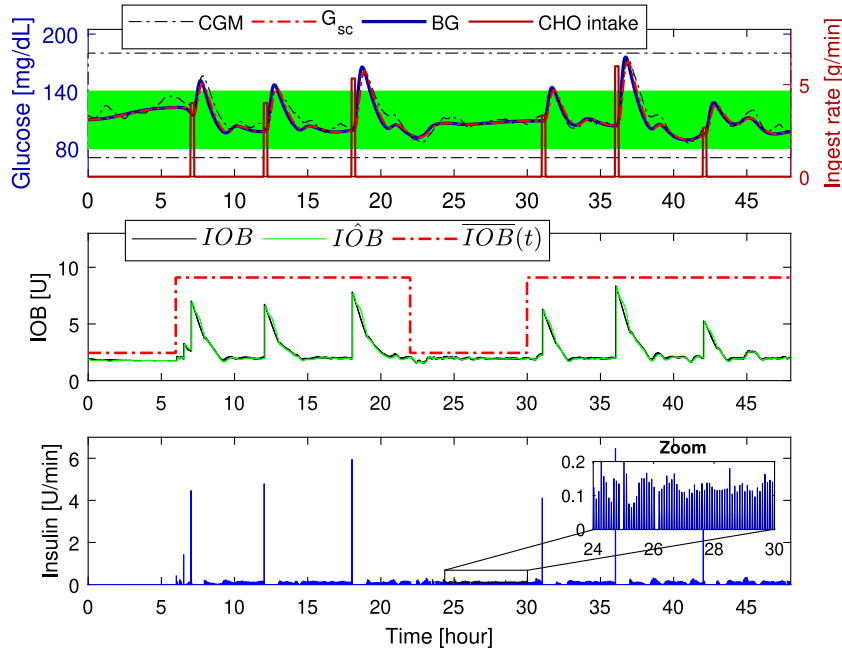 CGM G_sc BG CHO intake
Glucose [mg/dL]
200
140
80
Ingest rate [g/min]
5
0
0 5 10 15 20 25 30 35 40 45
IOB IÔB \overline{IOB}(t)
IOB [U]
10
5
0
0 5 10 15 20 25 30 35 40 45
Insulin [U/min]
6
4
2
0
Zoom
0.2
0.1
0
24 26 28 30
0 5 10 15 20 25 30 35 40 45
Time [hour]